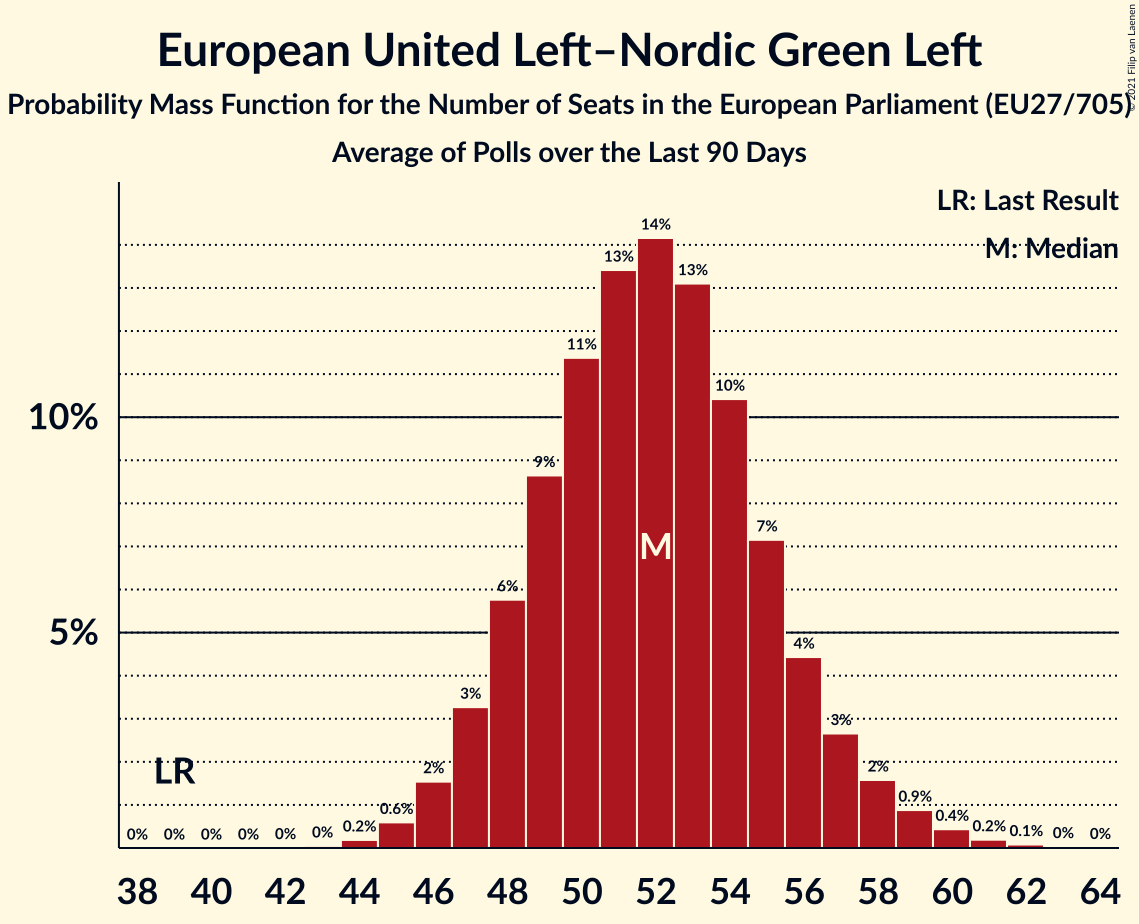 European United Left–Nordic Green Left
Probability Mass Function for the Number of Seats in the European Parliament (EU27/705)
Average of Polls over the Last 90 Days
© 2021 Filip van Laenen
LR: Last Result
M: Median
14%
13%
13%
11%
10%
10%
9%
7%
M
6%
5%
4%
3%
3%
LR
2%
2%
0.9%
0.6%
0.4%
0% 0% 0% 0% 0% 0% 0.2% 0.2% 0.1% 0% 0%
38 40 42 44 46 48 50 52 54 56 58 60 62 64